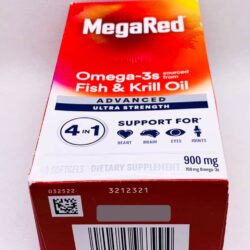 MegaRed
Omega-3s sourced from
Fish & Krill Oil
ADVANCED
ULTRA STRENGTH
4 IN 1
SUPPORT FOR
HEART BRAIN EYES JOINTS
SOFTGELS DIETARY SUPPLEMENT
900 mg
032522
3212321